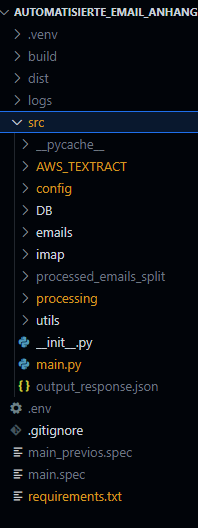 AUTOMATISIERTE_EMAIL_ANHANG
.venv
build
dist
logs
src
__pycache__
AWS_TEXTRACT
config
DB
emails
imap
processed_emails_split
processing
utils
__init__.py
main.py
{} output_response.json
.env
.gitignore
main_previos.spec
main.spec
requirements.txt